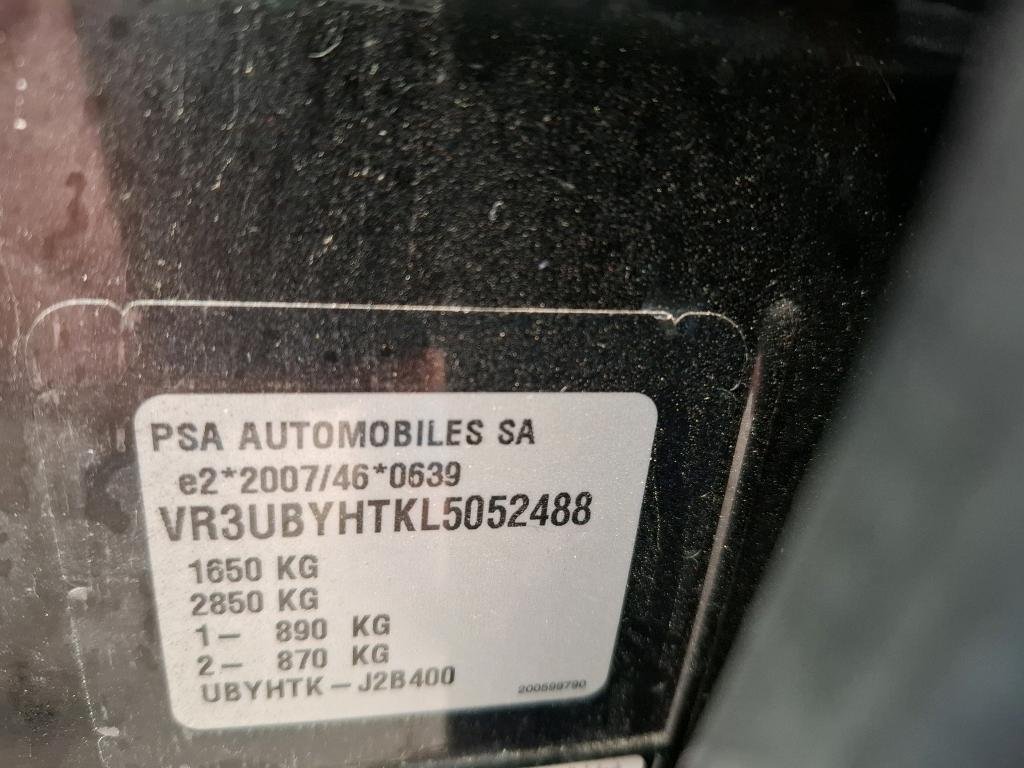 PSA AUTOMOBILES SA
e2*2007/46*0639
VR3UBYHTKL5052488
1650 KG
2850 KG
1- 890 KG
2- 870 KG
UBYHTK-J2B400
200599790